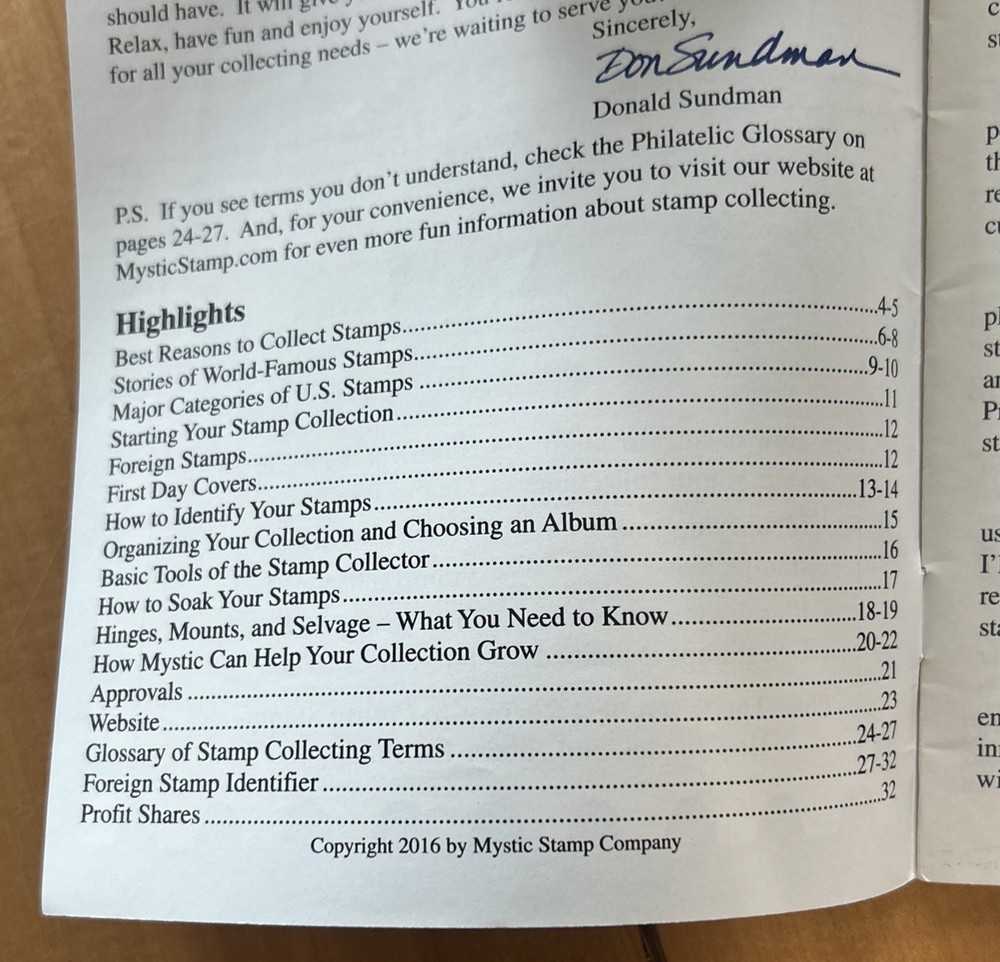 should have. It will
Relax, have fun and enjoy yourself.
for all your collecting needs – we're waiting to serve
Sincerely,
Don Sundman
Donald Sundman
P.S. If you see terms you don't understand, check the Philatelic Glossary on
pages 24-27. And, for your convenience, we invite you to visit our website at
MysticStamp.com for even more fun information about stamp collecting.
Highlights
Best Reasons to Collect Stamps..........4-5
Stories of World-Famous Stamps..........6-8
Major Categories of U.S. Stamps..........9-10
Starting Your Stamp Collection..........11
Foreign Stamps..........12
First Day Covers..........12
How to Identify Your Stamps..........13-14
Organizing Your Collection and Choosing an Album..........15
Basic Tools of the Stamp Collector..........16
How to Soak Your Stamps..........17
Hinges, Mounts, and Selvage – What You Need to Know..........18-19
How Mystic Can Help Your Collection Grow..........20-22
Approvals..........21
Website..........23
Glossary of Stamp Collecting Terms..........24-27
Foreign Stamp Identifier..........27-32
Profit Shares..........32
Copyright 2016 by Mystic Stamp Company